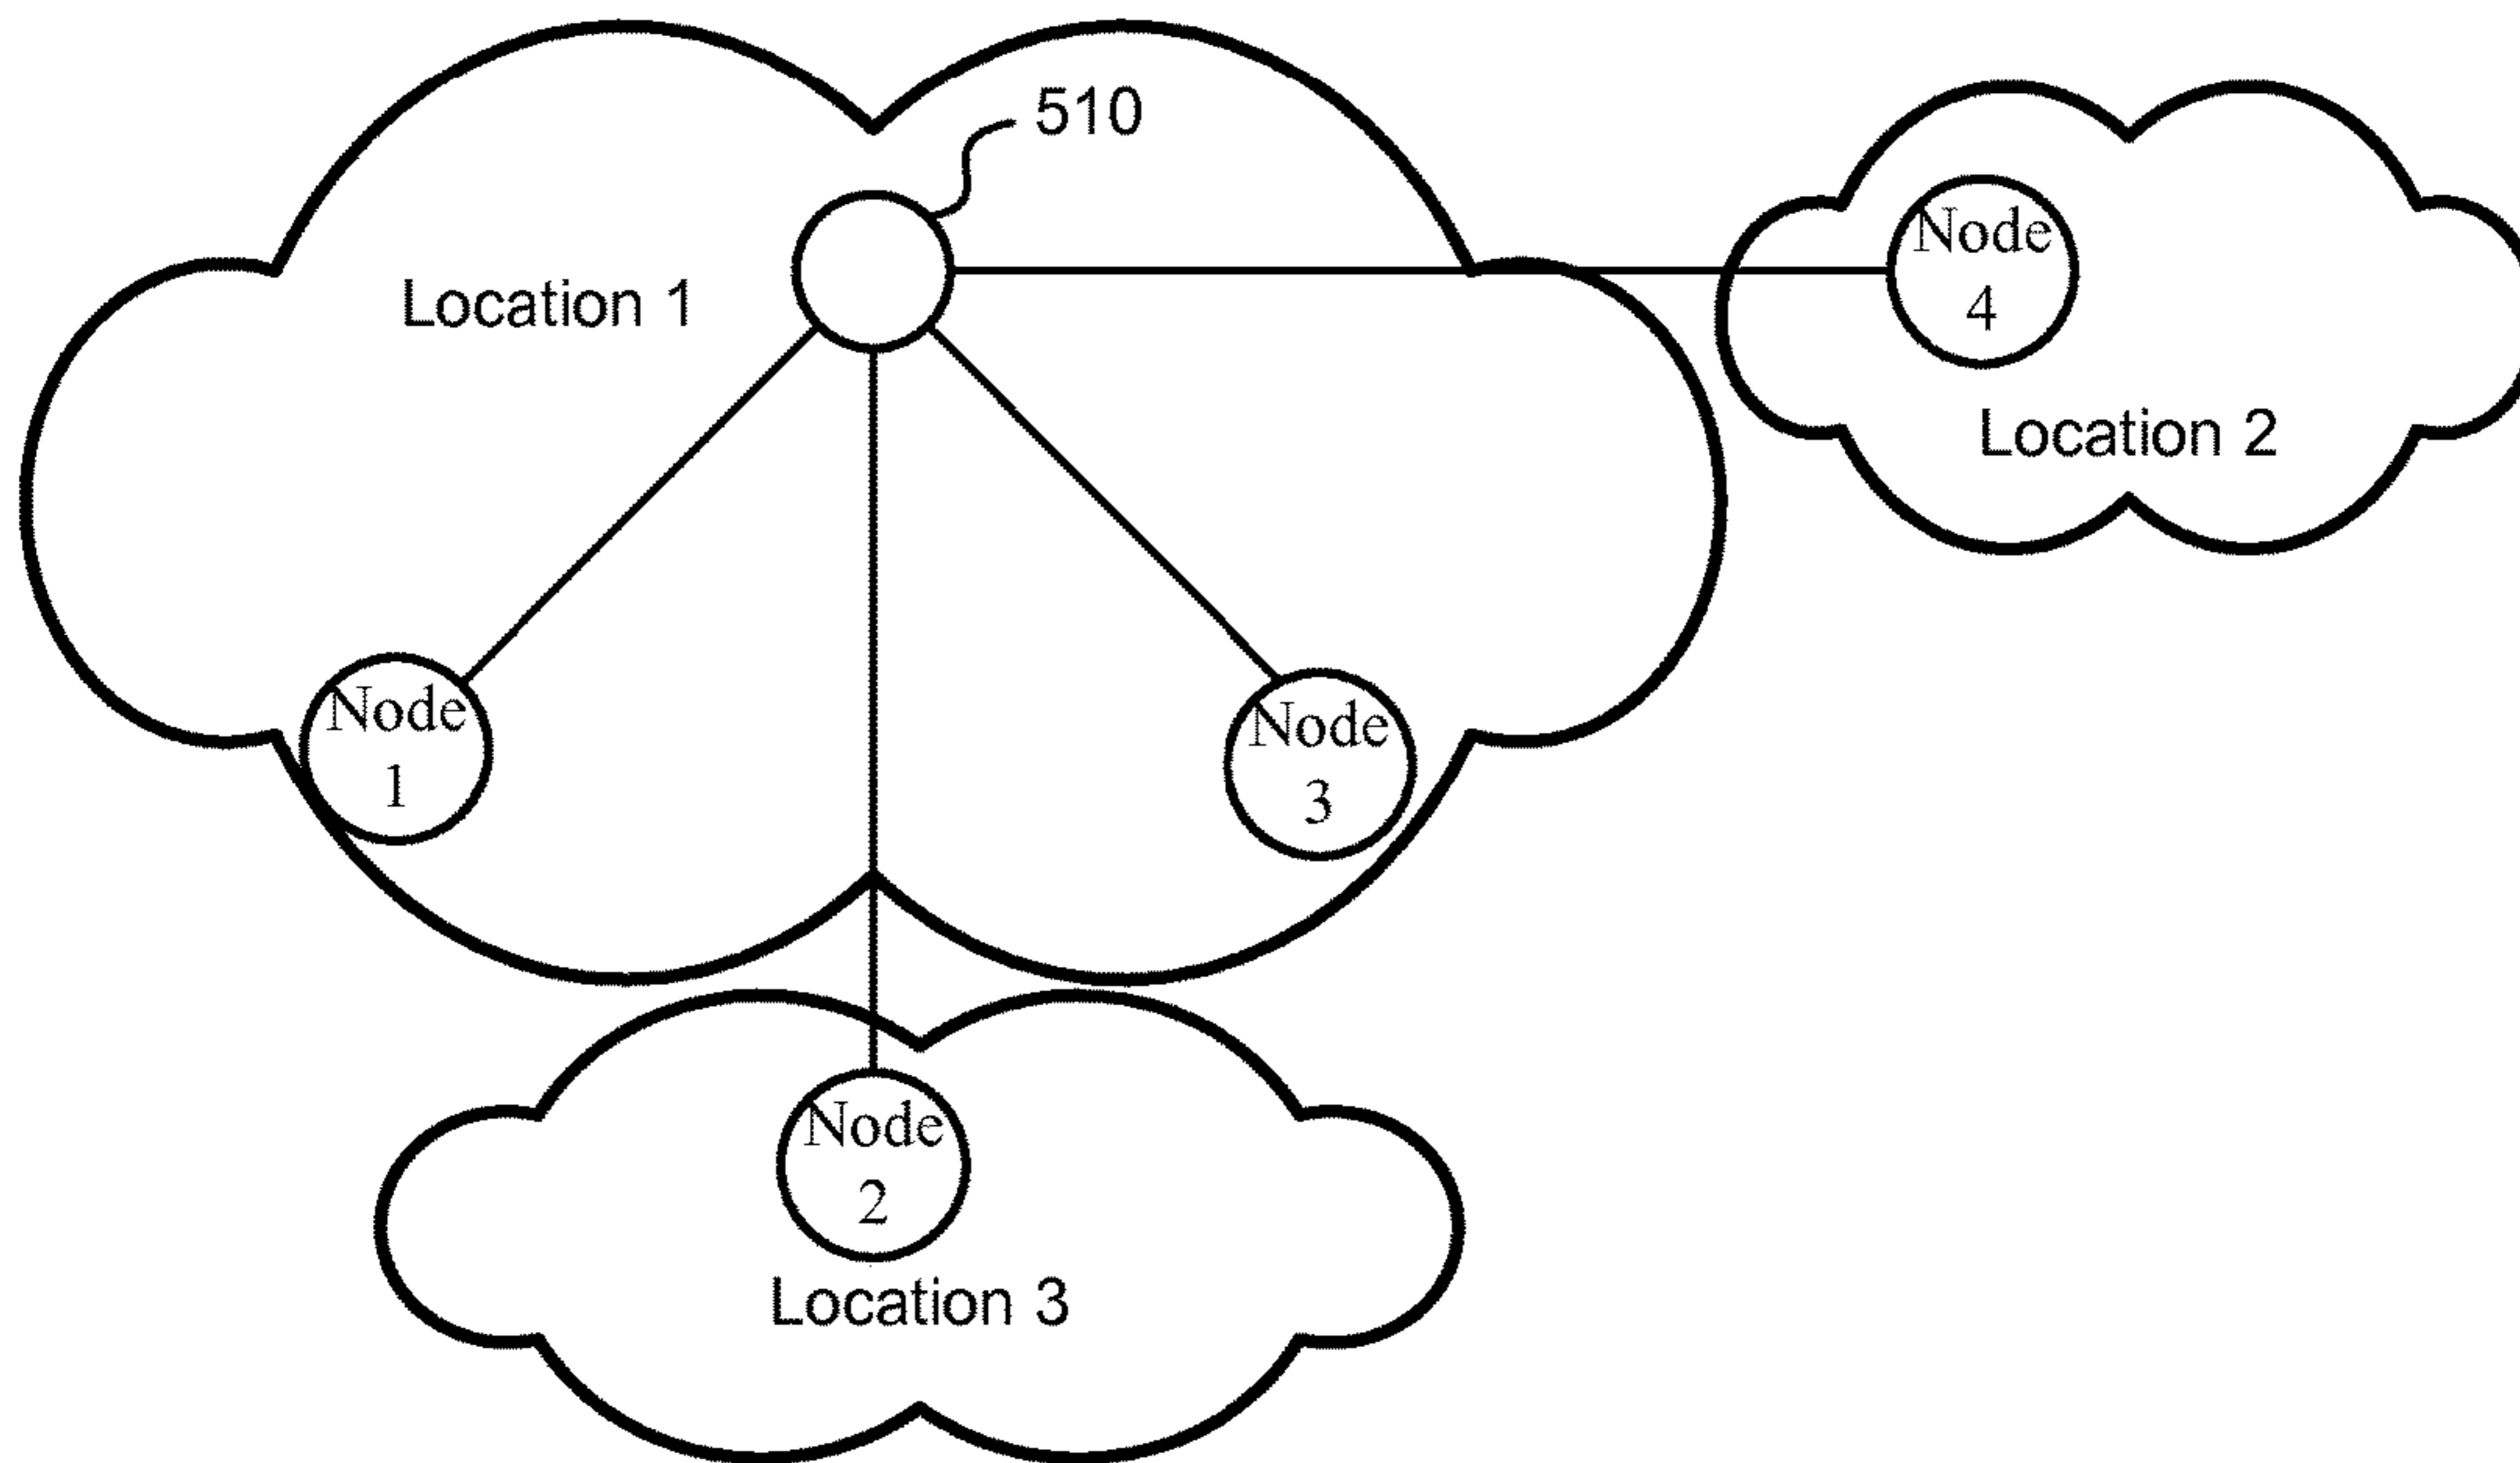 510
Location 1
Node
4
Location 2
Node
1
Node
3
Node
2
Location 3